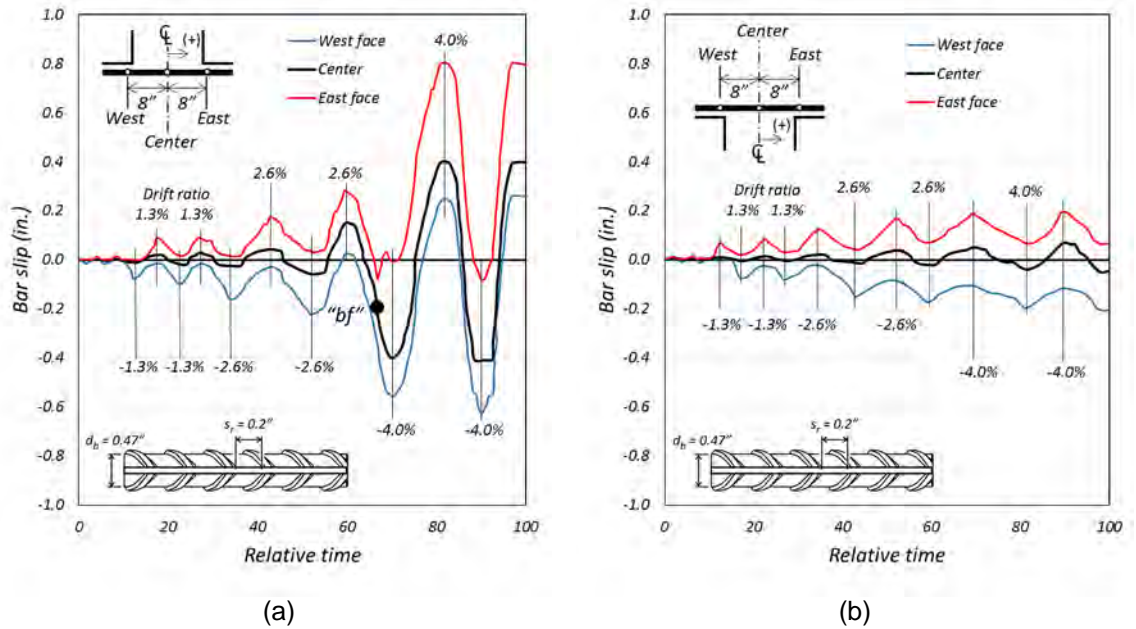 1.0
0.8
0.6
0.4
0.2
0.0
-0.2
-0.4
-0.6
-0.8
-1.0
Bar slip (in.)
℄
(+)
8” 8”
West East
Center
West face
Center
East face
4.0%
2.6% 2.6%
Drift ratio
1.3% 1.3%
“bf”
-1.3% -1.3% -2.6% -2.6%
-4.0% -4.0%
sᵣ = 0.2”
d_b = 0.47”
0 20 40 60 80 100
Relative time
(a)
1.0
0.8
0.6
0.4
0.2
0.0
-0.2
-0.4
-0.6
-0.8
-1.0
Bar slip (in.)
Center
West East
8” 8”
(+)
℄
West face
Center
East face
2.6% 2.6% 4.0%
Drift ratio
1.3% 1.3%
-1.3% -1.3% -2.6% -2.6%
-4.0% -4.0%
sᵣ = 0.2”
d_b = 0.47”
0 20 40 60 80 100
Relative time
(b)